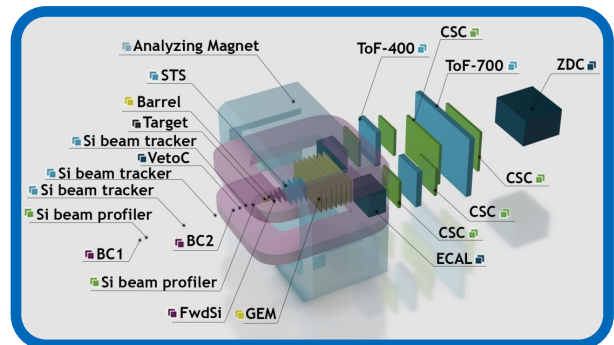 Analyzing Magnet
STS
Barrel
Target
Si beam tracker
VetoC
Si beam tracker
Si beam tracker
Si beam profiler
BC1
BC2
Si beam profiler
FwdSi
GEM
ToF-400
CSC
ToF-700
ZDC
CSC
CSC
CSC
ECAL